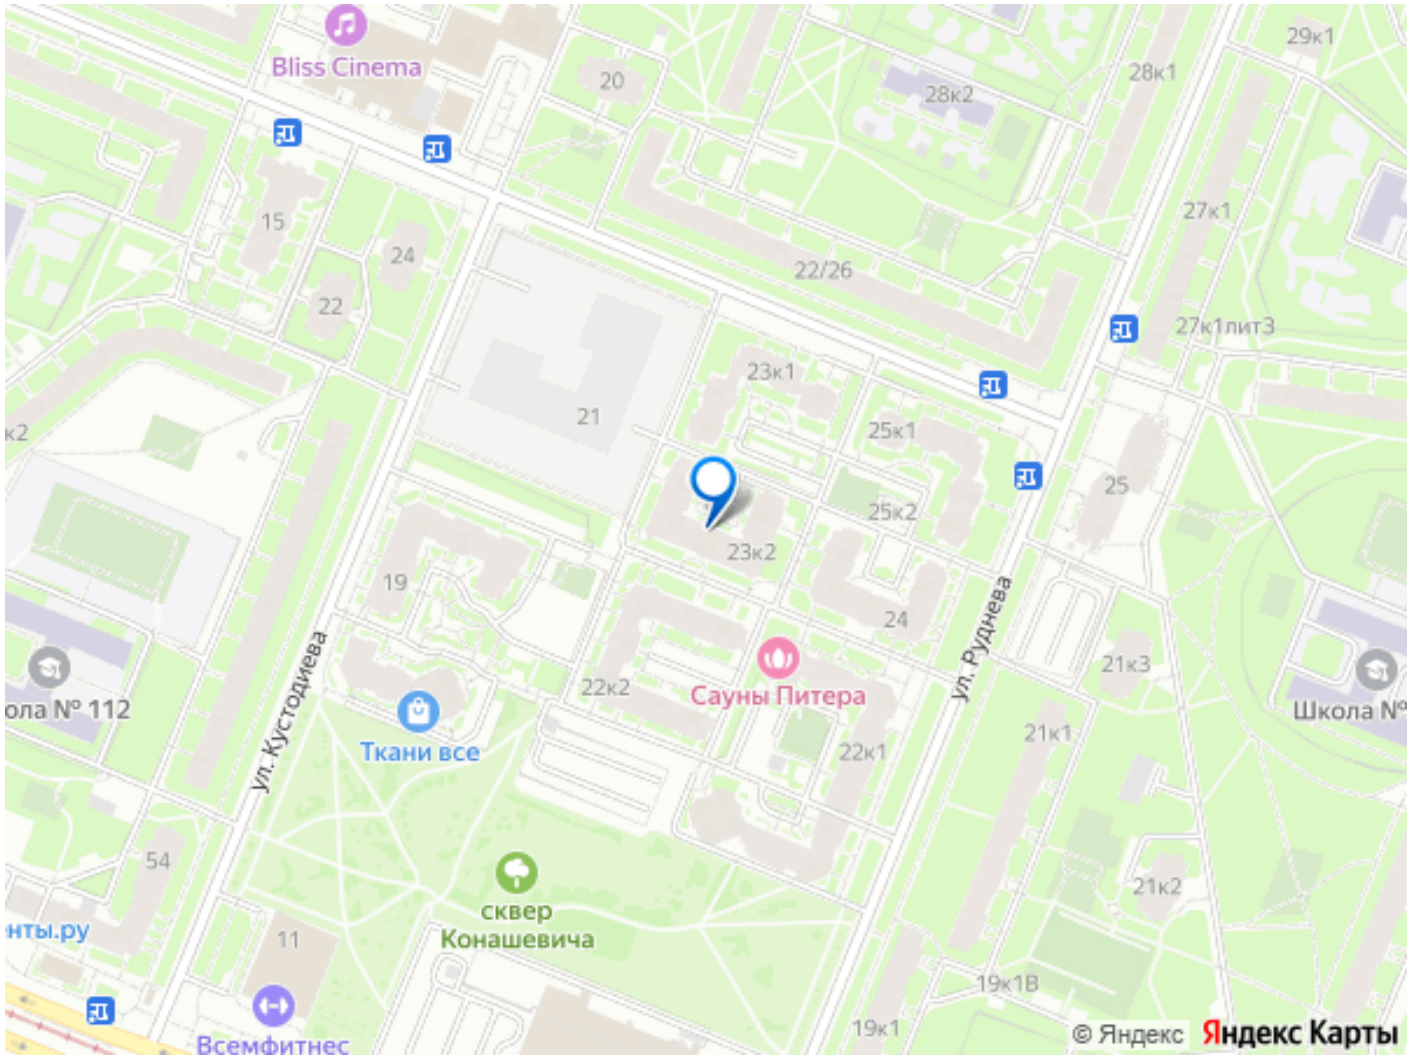 29к1
Bliss Cinema
28к1
20
28к2
15
27к1
24
22/26
22
27к1лит3
23к1
21
25к1
к2
25
25к2
23к2
19
24
ул. Руднева
Сауны Питера
21к3
22к2
ола № 112
Школа №
ул. Кустодиева
Ткани все
21к1
22к1
54
21к2
сквер
Конашевича
нты.ру
11
19к1В
19к1
Всемфитнес
© Яндекс
Яндекс Карты